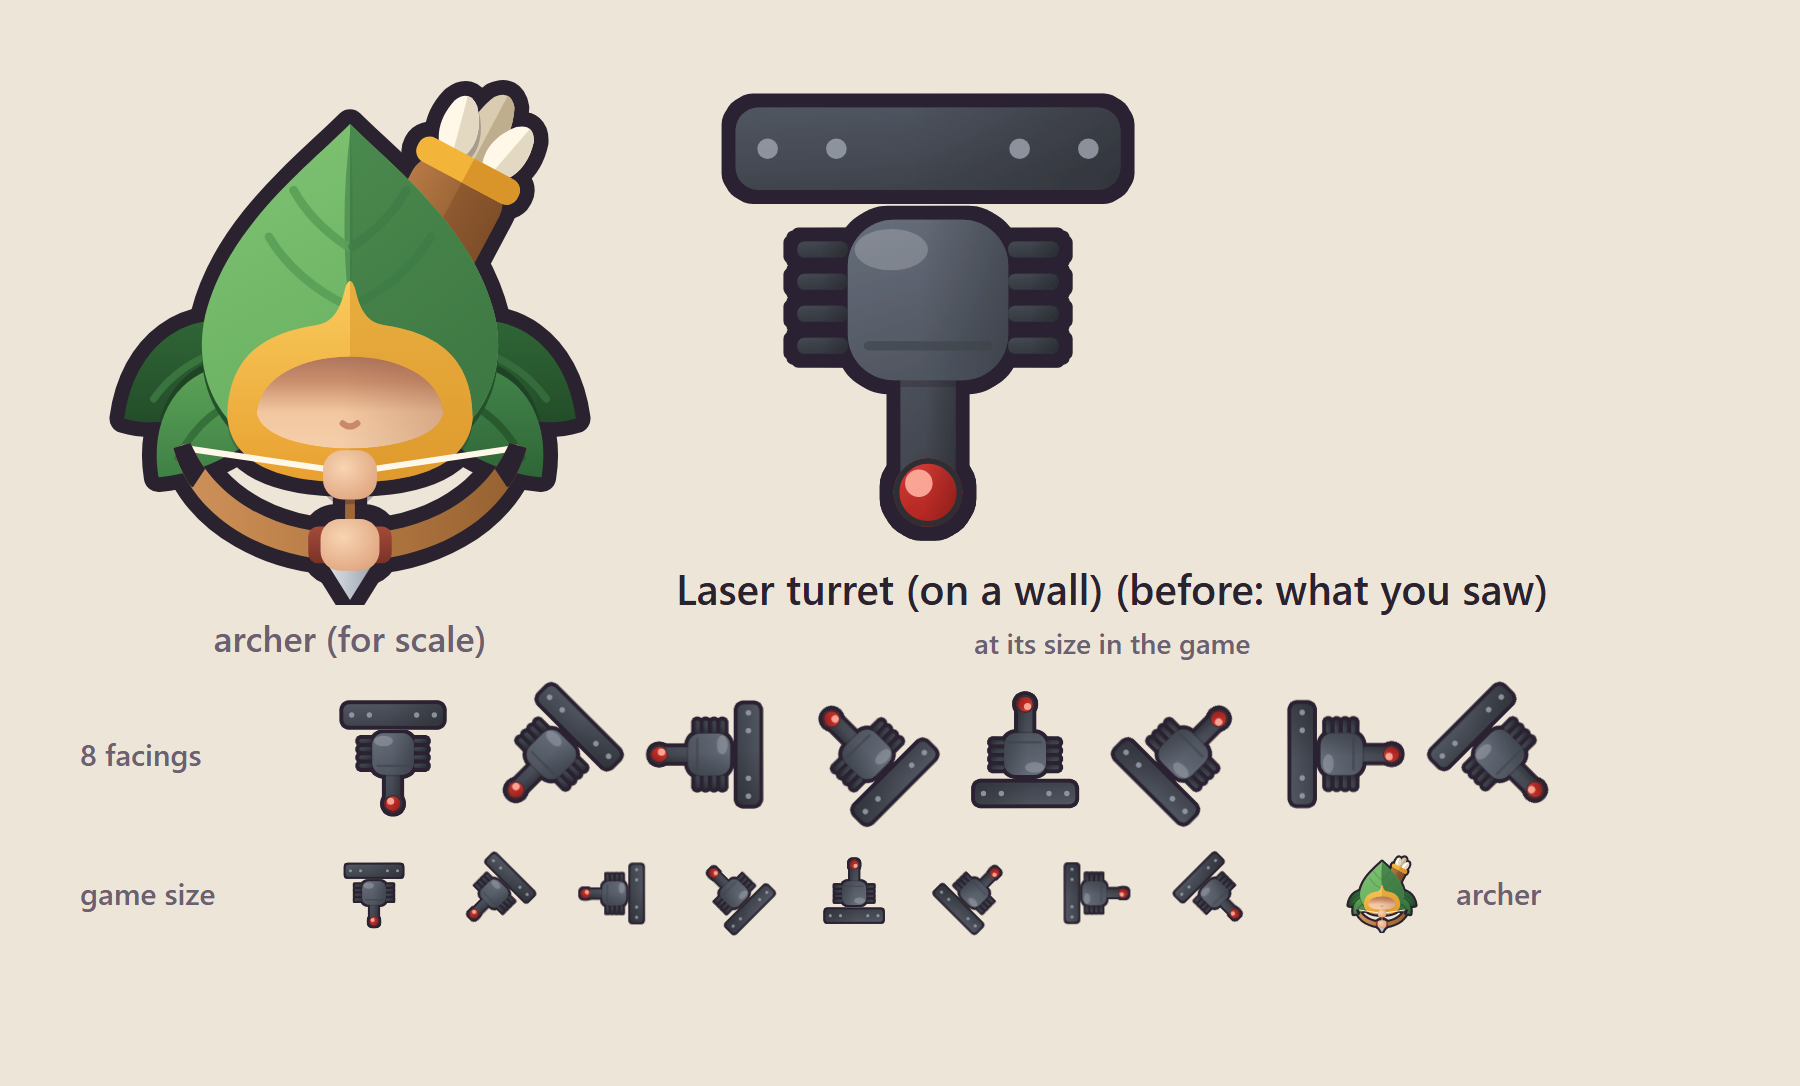 Laser turret (on a wall) (before: what you saw)
archer (for scale)
at its size in the game
8 facings
game size
archer